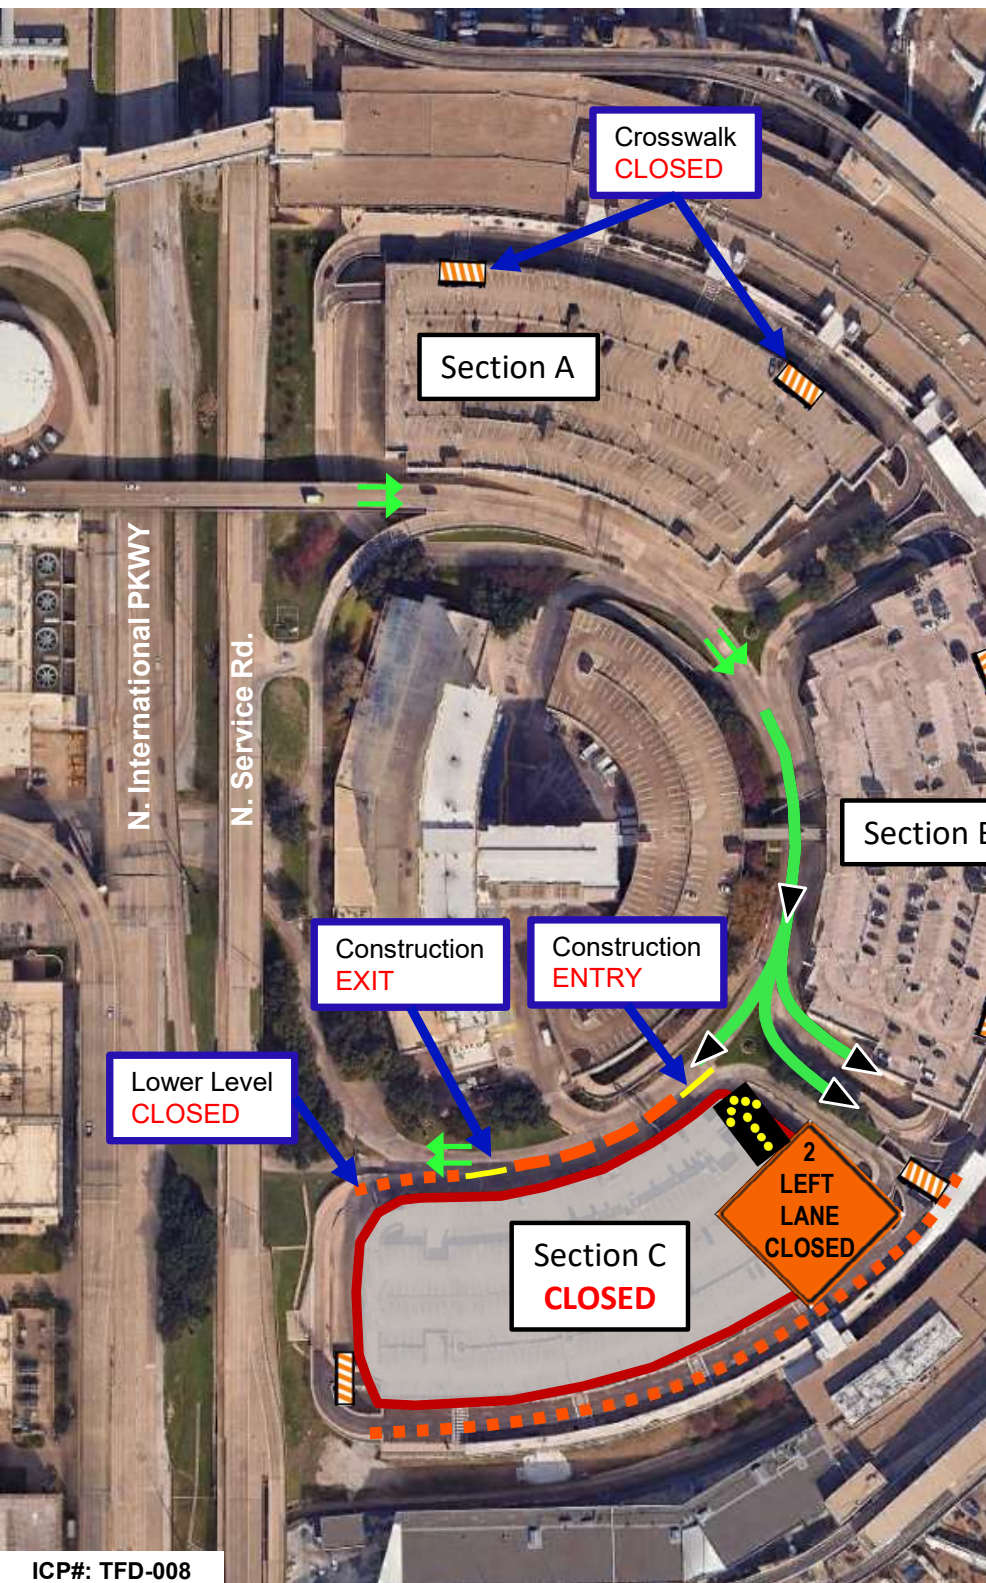 Crosswalk
CLOSED
Section A
N. International PKWY
N. Service Rd.
Section B
Construction
EXIT
Construction
ENTRY
Lower Level
CLOSED
2
LEFT
LANE
CLOSED
Section C
CLOSED
ICP#: TFD-008